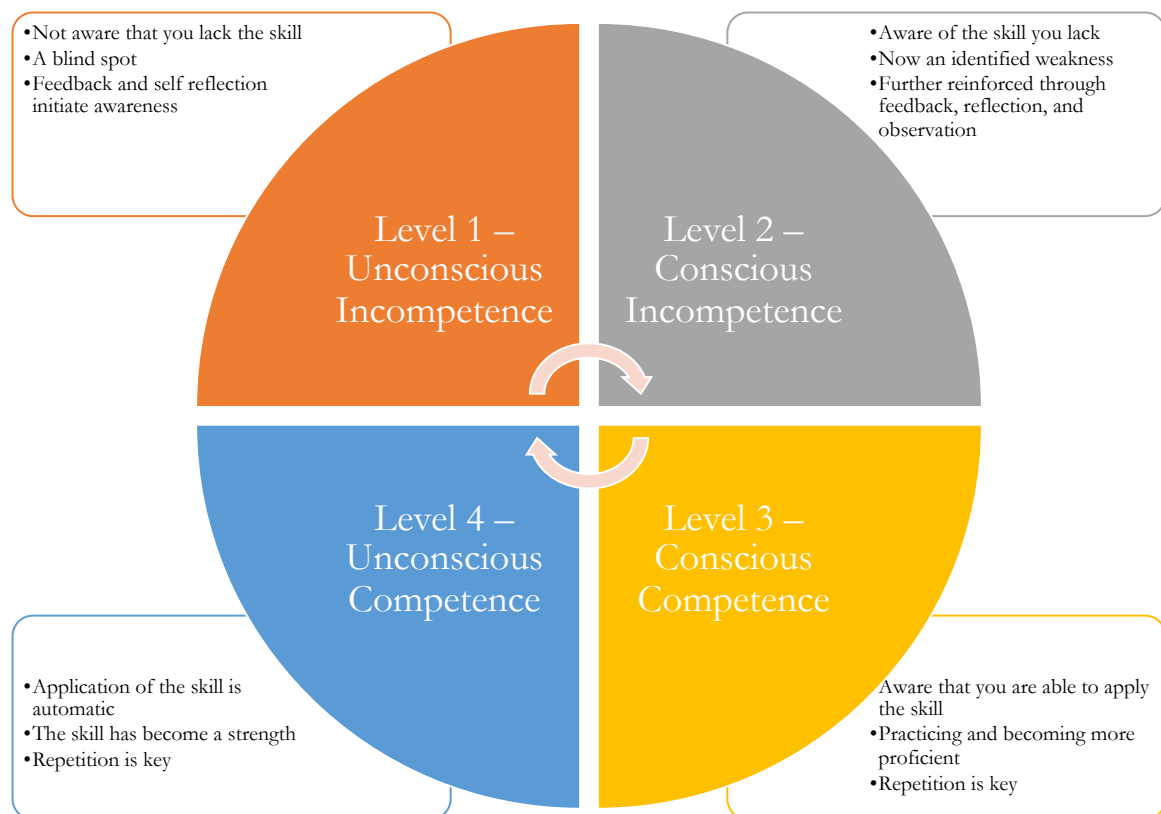 •Not aware that you lack the skill
•A blind spot
•Feedback and self reflection
initiate awareness
•Aware of the skill you lack
•Now an identified weakness
•Further reinforced through
feedback, reflection, and
observation
Level 1 –
Unconscious
Incompetence
Level 2 –
Conscious
Incompetence
Level 4 –
Unconscious
Competence
Level 3 –
Conscious
Competence
•Application of the skill is
automatic
•The skill has become a strength
•Repetition is key
Aware that you are able to apply
the skill
•Practicing and becoming more
proficient
•Repetition is key